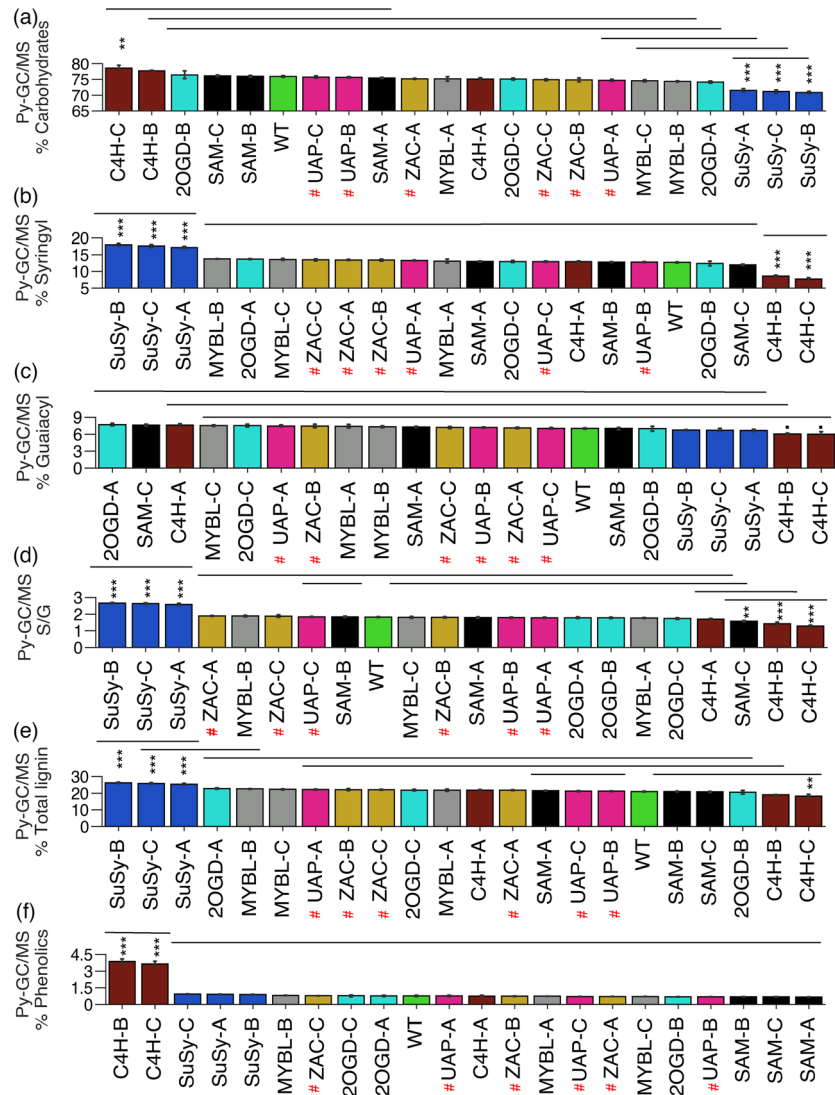 (a)
Py-GC/MS
% Carbohydrates
80
75
70
65
**
***
***
***
C4H-C
C4H-B
2OGD-B
SAM-C
SAM-B
WT
# UAP-C
# UAP-B
SAM-A
# ZAC-A
MYBL-A
C4H-A
2OGD-C
# ZAC-C
# ZAC-B
# UAP-A
MYBL-C
MYBL-B
2OGD-A
SuSy-A
SuSy-C
SuSy-B
(b)
Py-GC/MS
% Syringyl
20
15
10
5
***
***
***
***
***
SuSy-B
SuSy-C
SuSy-A
MYBL-B
2OGD-A
MYBL-C
# ZAC-C
# ZAC-A
# ZAC-B
# UAP-A
MYBL-A
SAM-A
2OGD-C
# UAP-C
C4H-A
SAM-B
# UAP-B
WT
2OGD-B
SAM-C
C4H-B
C4H-C
(c)
Py-GC/MS
% Guaiacyl
9
6
3
0
.
.
2OGD-A
SAM-C
C4H-A
MYBL-C
2OGD-C
# UAP-A
# ZAC-B
MYBL-A
MYBL-B
SAM-A
# ZAC-C
# UAP-B
# ZAC-A
# UAP-C
WT
SAM-B
2OGD-B
SuSy-B
SuSy-C
SuSy-A
C4H-B
C4H-C
(d)
Py-GC/MS
S/G
3
2
1
0
***
***
***
**
***
***
SuSy-B
SuSy-C
SuSy-A
# ZAC-A
MYBL-B
# ZAC-C
# UAP-C
SAM-B
WT
MYBL-C
# ZAC-B
SAM-A
# UAP-B
# UAP-A
2OGD-A
2OGD-B
MYBL-A
2OGD-C
C4H-A
SAM-C
C4H-B
C4H-C
(e)
Py-GC/MS
% Total lignin
30
20
10
0
***
***
***
**
SuSy-B
SuSy-C
SuSy-A
2OGD-A
MYBL-B
MYBL-C
# UAP-A
# ZAC-B
# ZAC-C
2OGD-C
MYBL-A
C4H-A
# ZAC-A
SAM-A
# UAP-C
# UAP-B
WT
SAM-B
SAM-C
2OGD-B
C4H-B
C4H-C
(f)
Py-GC/MS
% Phenolics
4.5
3
1.5
0
***
***
C4H-B
C4H-C
SuSy-C
SuSy-A
SuSy-B
MYBL-B
# ZAC-C
2OGD-C
2OGD-A
WT
# UAP-A
C4H-A
# ZAC-B
MYBL-A
# UAP-C
# ZAC-A
MYBL-C
2OGD-B
# UAP-B
SAM-B
SAM-C
SAM-A